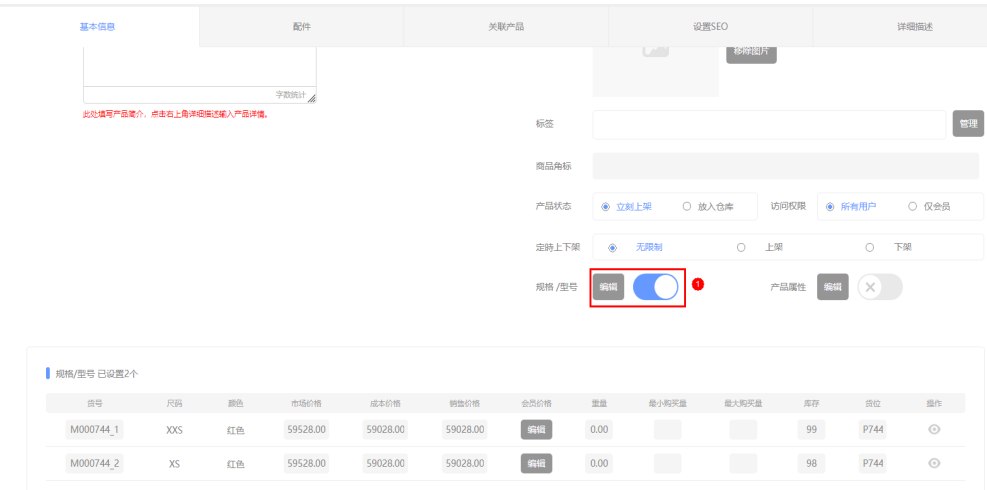 基本信息 配件 关联产品 设置SEO 详细描述
移除图片
字数统计
此处填写产品简介，点击右上角详细描述输入产品详情。
标签 管理
商品角标
产品状态 立刻上架 放入仓库 访问权限 所有用户 仅会员
定时上下架 无限制 上架 下架
规格 /型号 编辑 1 产品属性 编辑
规格/型号 已设置2个
货号 尺码 颜色 市场价格 成本价格 销售价格 会员价格 重量 最小购买量 最大购买量 库存 货位 操作
M000744_1 XXS 红色 59528.00 59028.00 59028.00 编辑 0.00 99 P744
M000744_2 XS 红色 59528.00 59028.00 59028.00 编辑 0.00 98 P744